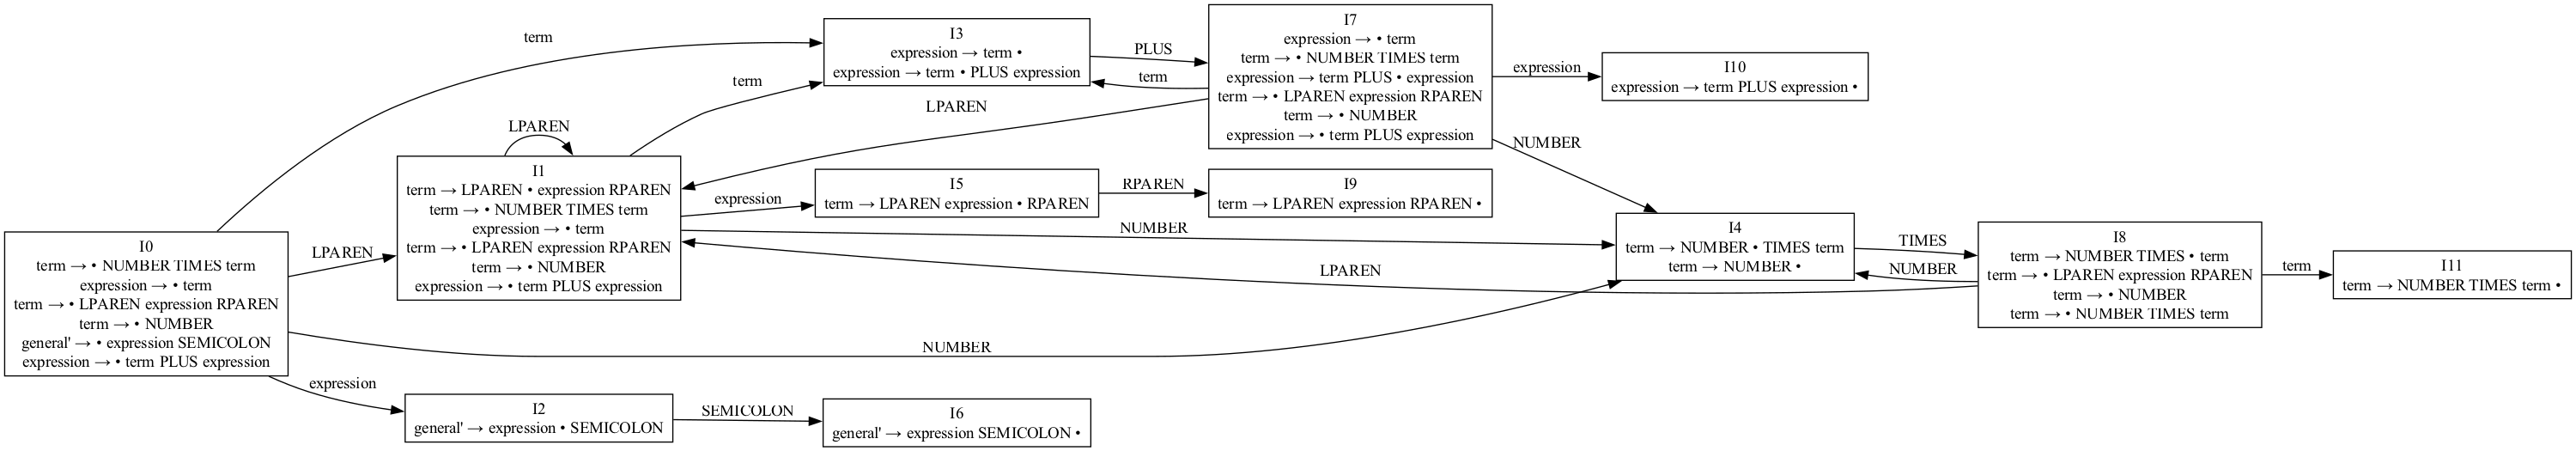 I0
term → • NUMBER TIMES term
expression → • term
term → • LPAREN expression RPAREN
term → • NUMBER
general' → • expression SEMICOLON
expression → • term PLUS expression
term
LPAREN
NUMBER
expression
LPAREN
I1
term → LPAREN • expression RPAREN
term → • NUMBER TIMES term
expression → • term
term → • LPAREN expression RPAREN
term → • NUMBER
expression → • term PLUS expression
term
expression
NUMBER
I2
general' → expression • SEMICOLON
SEMICOLON
I3
expression → term •
expression → term • PLUS expression
PLUS
term
LPAREN
I5
term → LPAREN expression • RPAREN
RPAREN
I6
general' → expression SEMICOLON •
I7
expression → • term
term → • NUMBER TIMES term
expression → term PLUS • expression
term → • LPAREN expression RPAREN
term → • NUMBER
expression → • term PLUS expression
expression
NUMBER
I9
term → LPAREN expression RPAREN •
LPAREN
I10
expression → term PLUS expression •
I4
term → NUMBER • TIMES term
term → NUMBER •
TIMES
NUMBER
I8
term → NUMBER TIMES • term
term → • LPAREN expression RPAREN
term → • NUMBER
term → • NUMBER TIMES term
term
I11
term → NUMBER TIMES term •